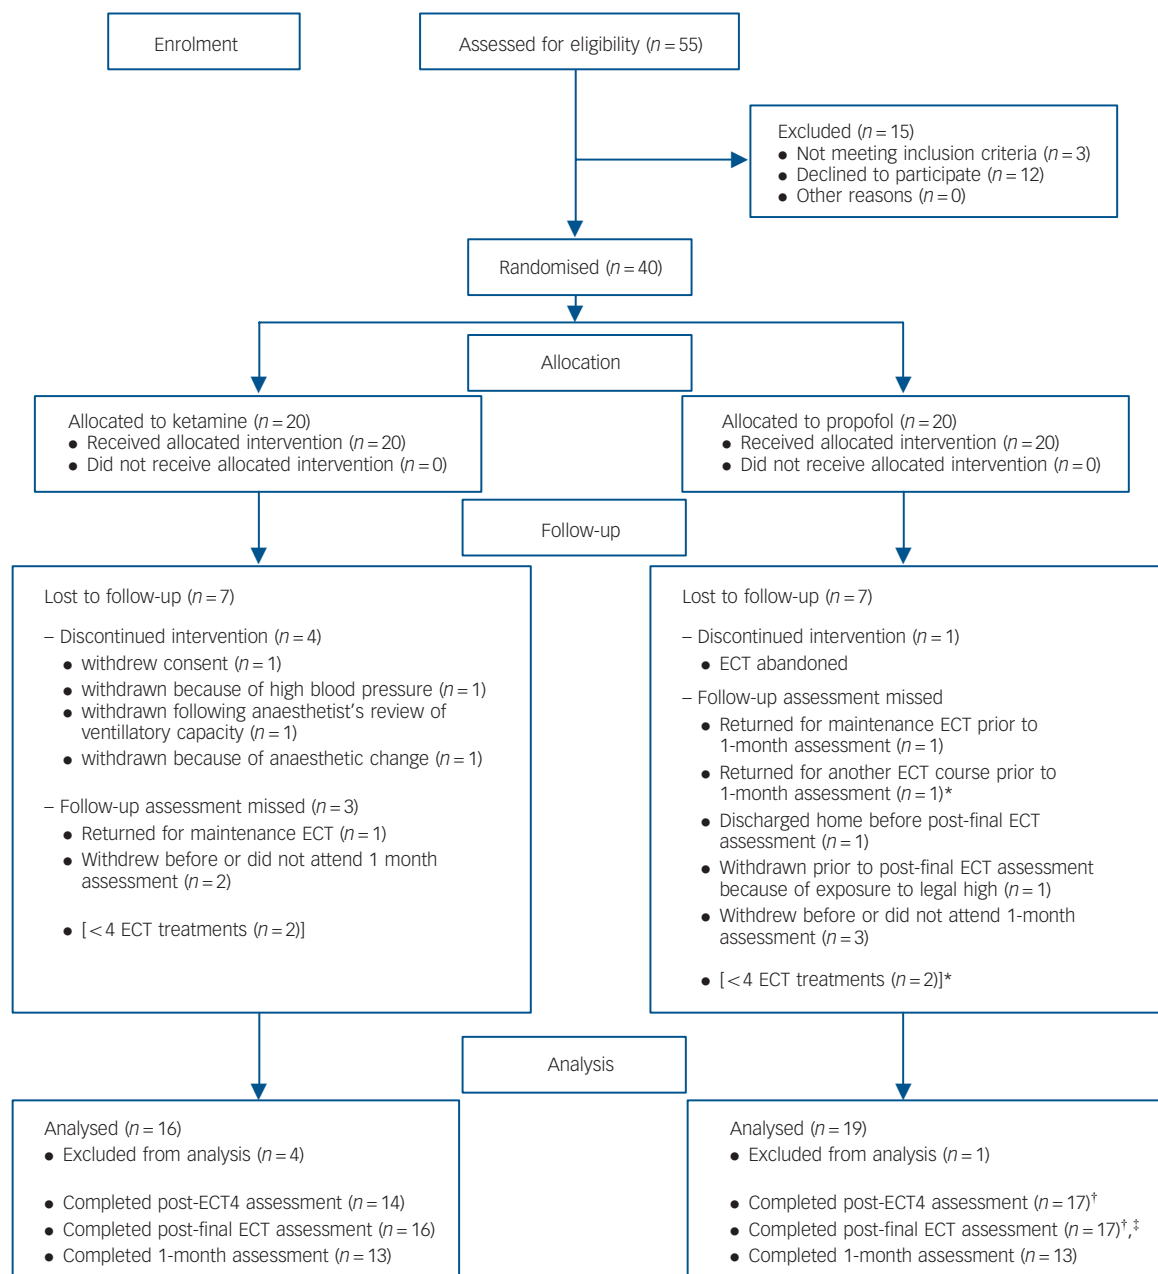 Enrolment
Assessed for eligibility (n = 55)
Excluded (n = 15)
• Not meeting inclusion criteria (n = 3)
• Declined to participate (n = 12)
• Other reasons (n = 0)
Randomised (n = 40)
Allocation
Allocated to ketamine (n = 20)
• Received allocated intervention (n = 20)
• Did not receive allocated intervention (n = 0)
Allocated to propofol (n = 20)
• Received allocated intervention (n = 20)
• Did not receive allocated intervention (n = 0)
Follow-up
Lost to follow-up (n = 7)
– Discontinued intervention (n = 4)
• withdrew consent (n = 1)
• withdrawn because of high blood pressure (n = 1)
• withdrawn following anaesthetist's review of
ventillatory capacity (n = 1)
• withdrawn because of anaesthetic change (n = 1)
– Follow-up assessment missed (n = 3)
• Returned for maintenance ECT (n = 1)
• Withdrew before or did not attend 1 month
assessment (n = 2)
• [<4 ECT treatments (n = 2)]
Lost to follow-up (n = 7)
– Discontinued intervention (n = 1)
• ECT abandoned
– Follow-up assessment missed
• Returned for maintenance ECT prior to
1-month assessment (n = 1)
• Returned for another ECT course prior to
1-month assessment (n = 1)*
• Discharged home before post-final ECT
assessment (n = 1)
• Withdrawn prior to post-final ECT assessment
because of exposure to legal high (n = 1)
• Withdrew before or did not attend 1-month
assessment (n = 3)
• [<4 ECT treatments (n = 2)]*
Analysis
Analysed (n = 16)
• Excluded from analysis (n = 4)
• Completed post-ECT4 assessment (n = 14)
• Completed post-final ECT assessment (n = 16)
• Completed 1-month assessment (n = 13)
Analysed (n = 19)
• Excluded from analysis (n = 1)
• Completed post-ECT4 assessment (n = 17)†
• Completed post-final ECT assessment (n = 17)†,‡
• Completed 1-month assessment (n = 13)